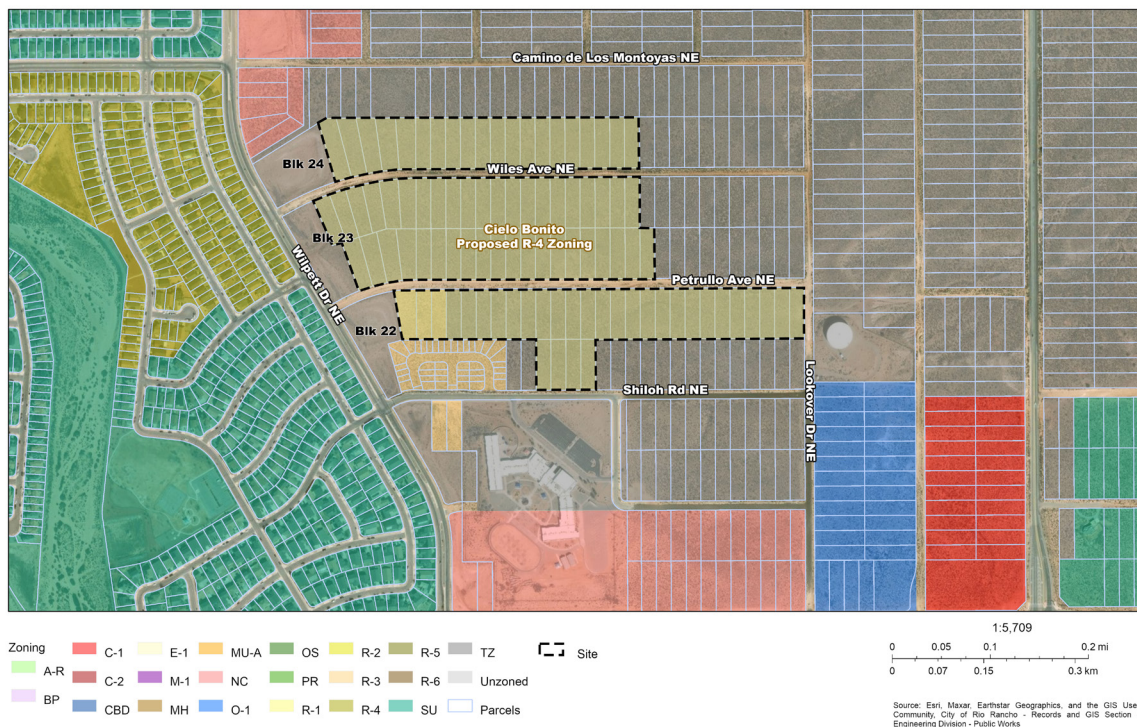 Camino de Los Montoyas NE
Blk 24
Wiles Ave NE
Cielo Bonito
Proposed R-4 Zoning
Blk 23
Wilpett Dr NE
Petrullo Ave NE
Blk 22
Shiloh Rd NE
Lookover Dr NE
Zoning
A-R
BP
C-1
C-2
CBD
E-1
M-1
MH
MU-A
NC
O-1
OS
PR
R-1
R-2
R-3
R-4
R-5
R-6
SU
TZ
Unzoned
Parcels
Site
1:5,709
0 0.05 0.1 0.2 mi
0 0.07 0.15 0.3 km
Source: Esri, Maxar, Earthstar Geographics, and the GIS Use
Community, City of Rio Rancho - Records and GIS Section
Engineering Division - Public Works